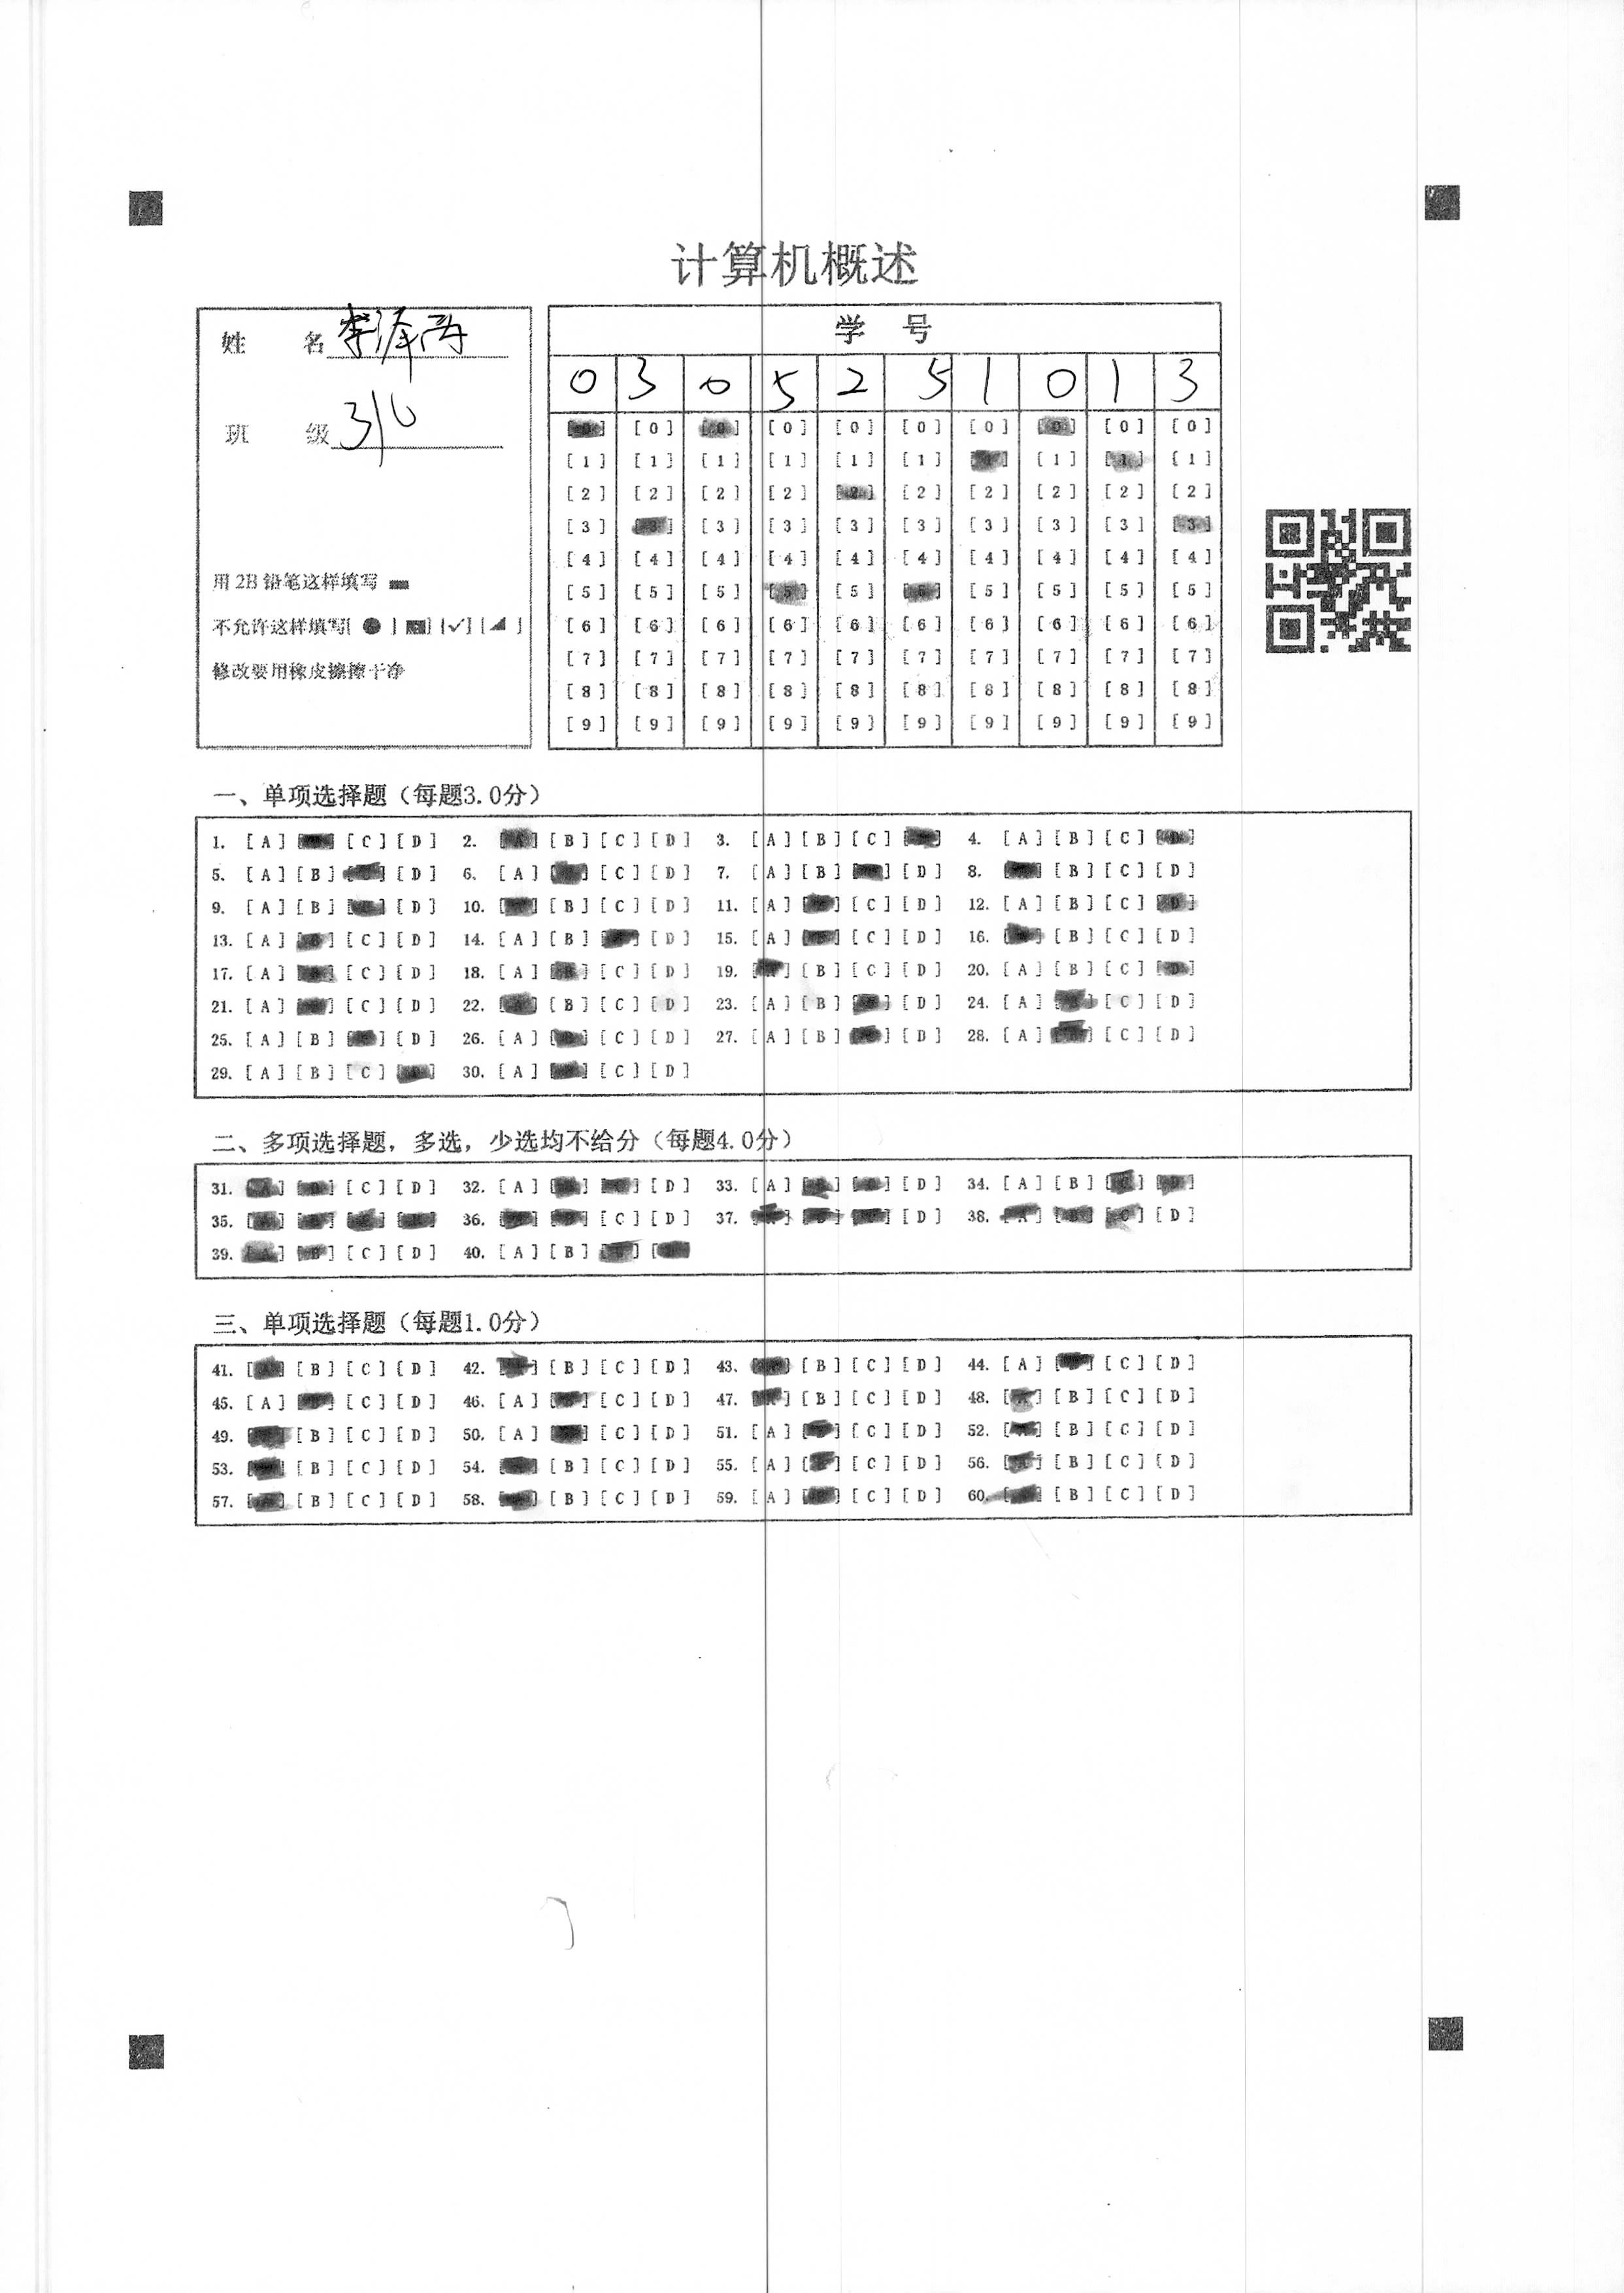 计算机概述
姓 名 李泽涛
班 级 310
用2B铅笔这样填写
不允许这样填写[ ● ] [ ] [✓] [◢ ]
修改要用橡皮擦擦干净
学 号
0 3 0 5 2 5 1 0 1 3
[0] [0] [0] [0] [0] [0] [0]
[1] [1] [1] [1] [1] [1] [1] [1]
[2] [2] [2] [2] [2] [2] [2] [2] [2] [2]
[3] [3] [3] [3] [3] [3] [3] [3] [3] [3]
[4] [4] [4] [4] [4] [4] [4] [4] [4] [4]
[5] [5] [5] [5] [5] [5] [5] [5] [5]
[6] [6] [6] [6] [6] [6] [6] [6] [6] [6]
[7] [7] [7] [7] [7] [7] [7] [7] [7] [7]
[8] [8] [8] [8] [8] [8] [8] [8] [8] [8]
[9] [9] [9] [9] [9] [9] [9] [9] [9] [9]
一、单项选择题（每题3.0分）
1. [A] [C] [D] 2. [B] [C] [D] 3. [A] [B] [C] 4. [A] [B] [C]
5. [A] [B] [D] 6. [A] [C] [D] 7. [A] [B] [D] 8. [B] [C] [D]
9. [A] [B] [D] 10. [B] [C] [D] 11. [A] [C] [D] 12. [A] [B] [C]
13. [A] [C] [D] 14. [A] [B] [D] 15. [A] [C] [D] 16. [B] [C] [D]
17. [A] [C] [D] 18. [A] [C] [D] 19. [B] [C] [D] 20. [A] [B] [C]
21. [A] [C] [D] 22. [B] [C] [D] 23. [A] [B] [D] 24. [A] [C] [D]
25. [A] [B] [D] 26. [A] [C] [D] 27. [A] [B] [D] 28. [A] [C] [D]
29. [A] [B] [C] 30. [A] [C] [D]
二、多项选择题，多选，少选均不给分（每题4.0分）
31. [C] [D] 32. [A] [D] 33. [A] [D] 34. [A] [B]
35. 36. [C] [D] 37. [D] 38. [D]
39. [C] [D] 40. [A] [B]
三、单项选择题（每题1.0分）
41. [B] [C] [D] 42. [B] [C] [D] 43. [B] [C] [D] 44. [A] [C] [D]
45. [A] [C] [D] 46. [A] [C] [D] 47. [B] [C] [D] 48. [B] [C] [D]
49. [B] [C] [D] 50. [A] [C] [D] 51. [A] [C] [D] 52. [B] [C] [D]
53. [B] [C] [D] 54. [B] [C] [D] 55. [A] [C] [D] 56. [B] [C] [D]
57. [B] [C] [D] 58. [B] [C] [D] 59. [A] [C] [D] 60. [B] [C] [D]